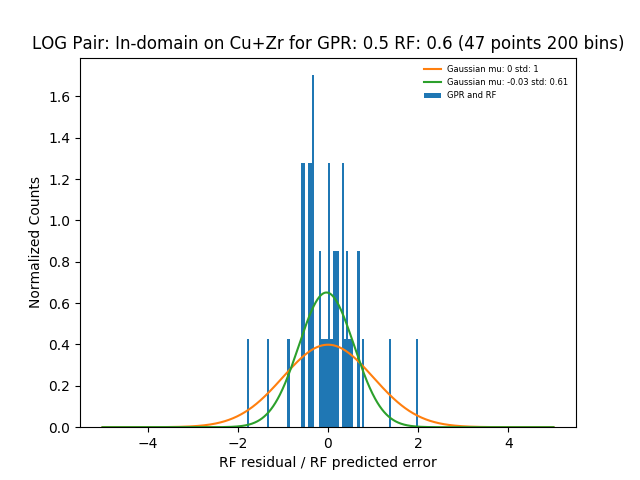 LOG Pair: In-domain on Cu+Zr for GPR: 0.5 RF: 0.6 (47 points 200 bins)
Gaussian mu: 0 std: 1
Gaussian mu: -0.03 std: 0.61
GPR and RF
Normalized Counts
1.6
1.4
1.2
1.0
0.8
0.6
0.4
0.2
0.0
−4 −2 0 2 4
RF residual / RF predicted error